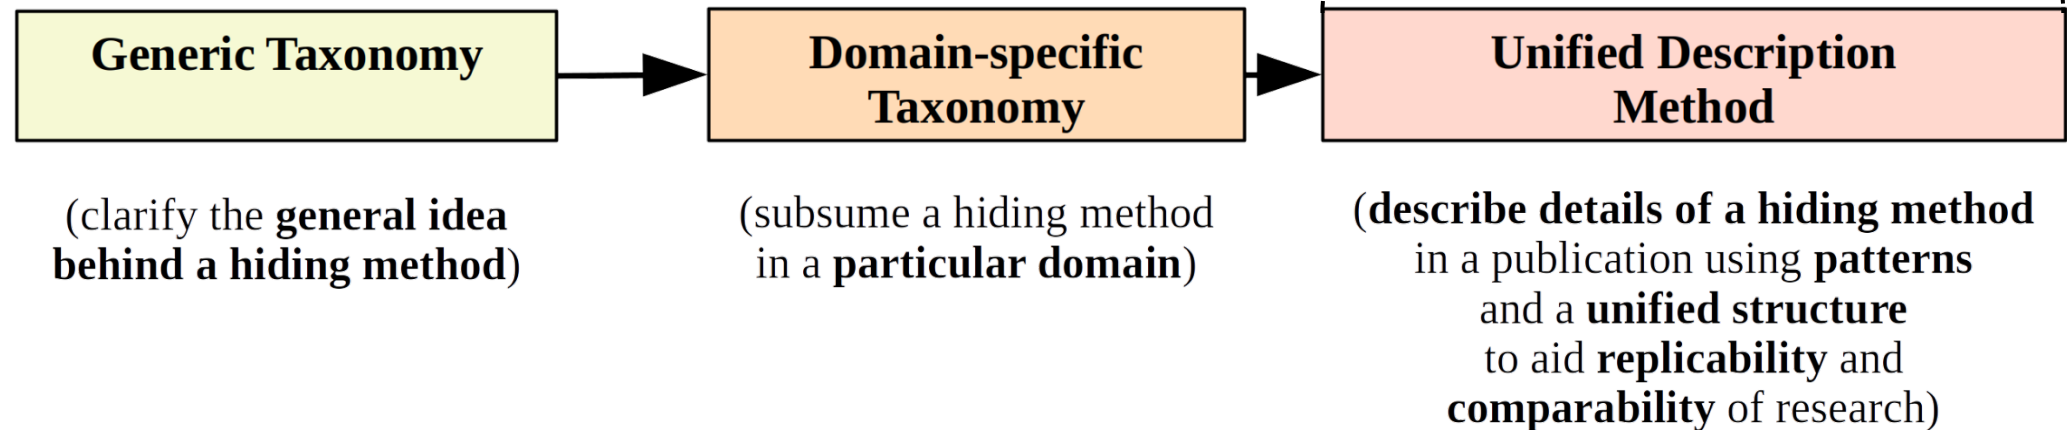 Generic Taxonomy
(clarify the general idea
behind a hiding method)
Domain-specific
Taxonomy
(subsume a hiding method
in a particular domain)
Unified Description
Method
(describe details of a hiding method
in a publication using patterns
and a unified structure
to aid replicability and
comparability of research)